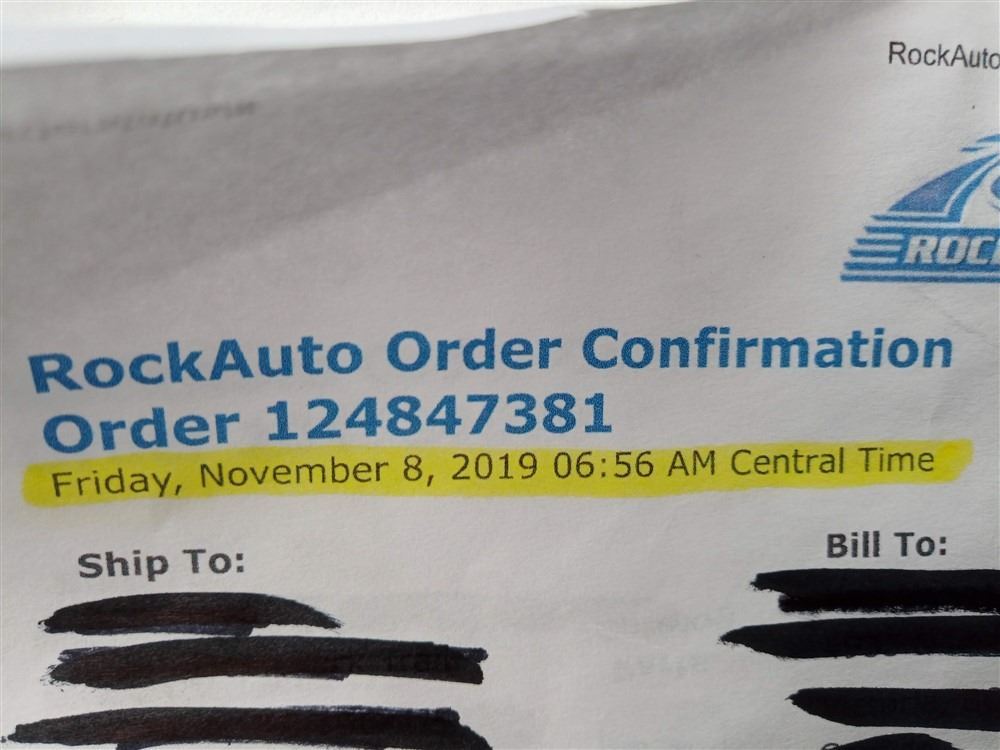 RockAuto
ROC
RockAuto Order Confirmation
Order 124847381
Friday, November 8, 2019 06:56 AM Central Time
Ship To:
Bill To: